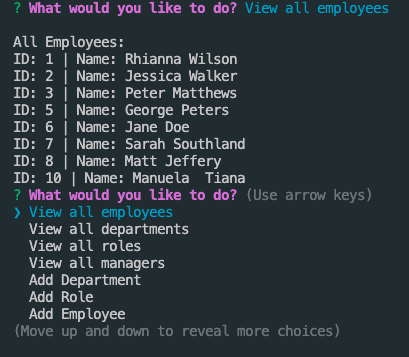 ? What would you like to do? View all employees
All Employees:
ID: 1 | Name: Rhianna Wilson
ID: 2 | Name: Jessica Walker
ID: 3 | Name: Peter Matthews
ID: 5 | Name: George Peters
ID: 6 | Name: Jane Doe
ID: 7 | Name: Sarah Southland
ID: 8 | Name: Matt Jeffery
ID: 10 | Name: Manuela  Tiana
? What would you like to do? (Use arrow keys)
❯ View all employees
View all departments
View all roles
View all managers
Add Department
Add Role
Add Employee
(Move up and down to reveal more choices)